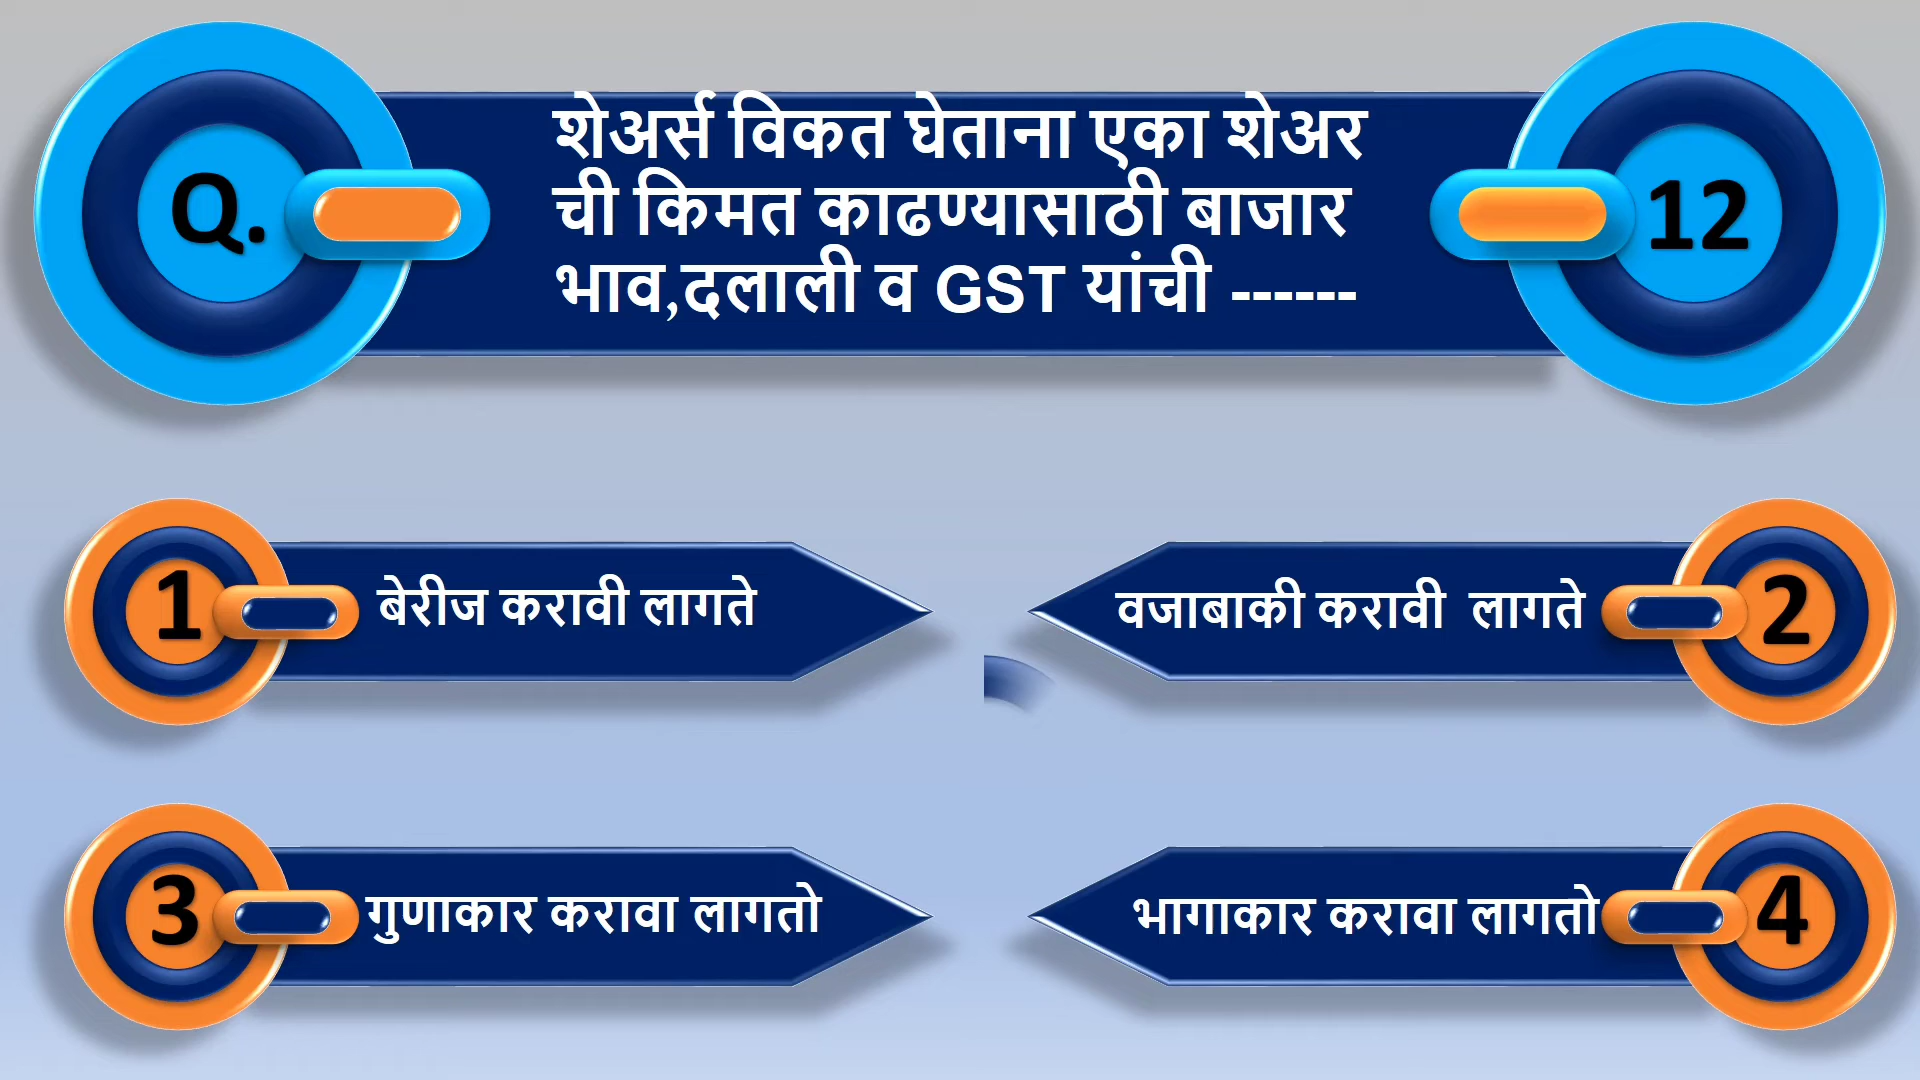 Q.
शेअर्स विकत घेताना एका शेअर
ची किमत काढण्यासाठी बाजार
भाव,दलाली व GST यांची ------
12
1
बेरीज करावी लागते
वजाबाकी करावी  लागते
2
3
गुणाकार करावा लागतो
भागाकार करावा लागतो
4